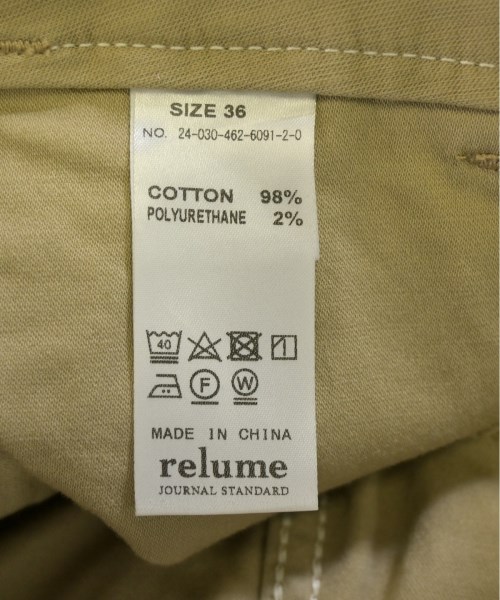 SIZE 36
NO. 24-030-462-6091-2-0
COTTON 98%
POLYURETHANE 2%
40
F W
MADE IN CHINA
relume
JOURNAL STANDARD